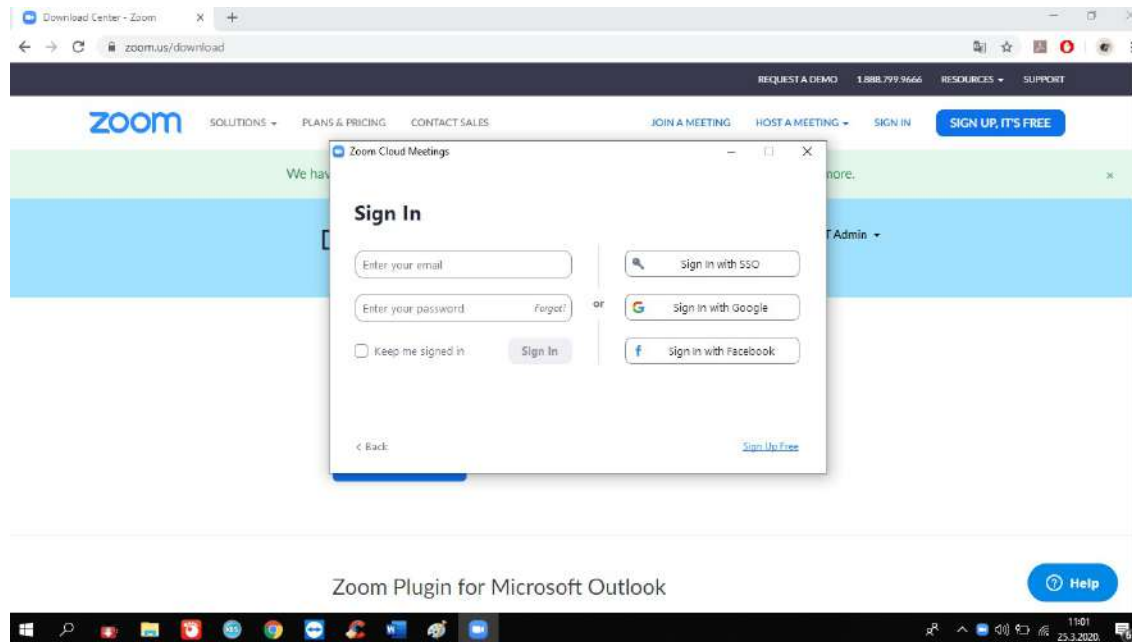 Download Center - Zoom
zoom.us/download
REQUEST A DEMO 1.888.799.9666 RESOURCES SUPPORT
zoom SOLUTIONS PLANS & PRICING CONTACT SALES JOIN A MEETING HOST A MEETING SIGN IN SIGN UP, IT'S FREE
Zoom Cloud Meetings
We hav more.
Sign In
D T Admin
Enter your email
Sign In with SSO
Enter your password Forgot?
or
Sign In with Google
Keep me signed in Sign In
Sign In with Facebook
< Back
Sign Up Free
Zoom Plugin for Microsoft Outlook
Help
11:01
25.3.2020.